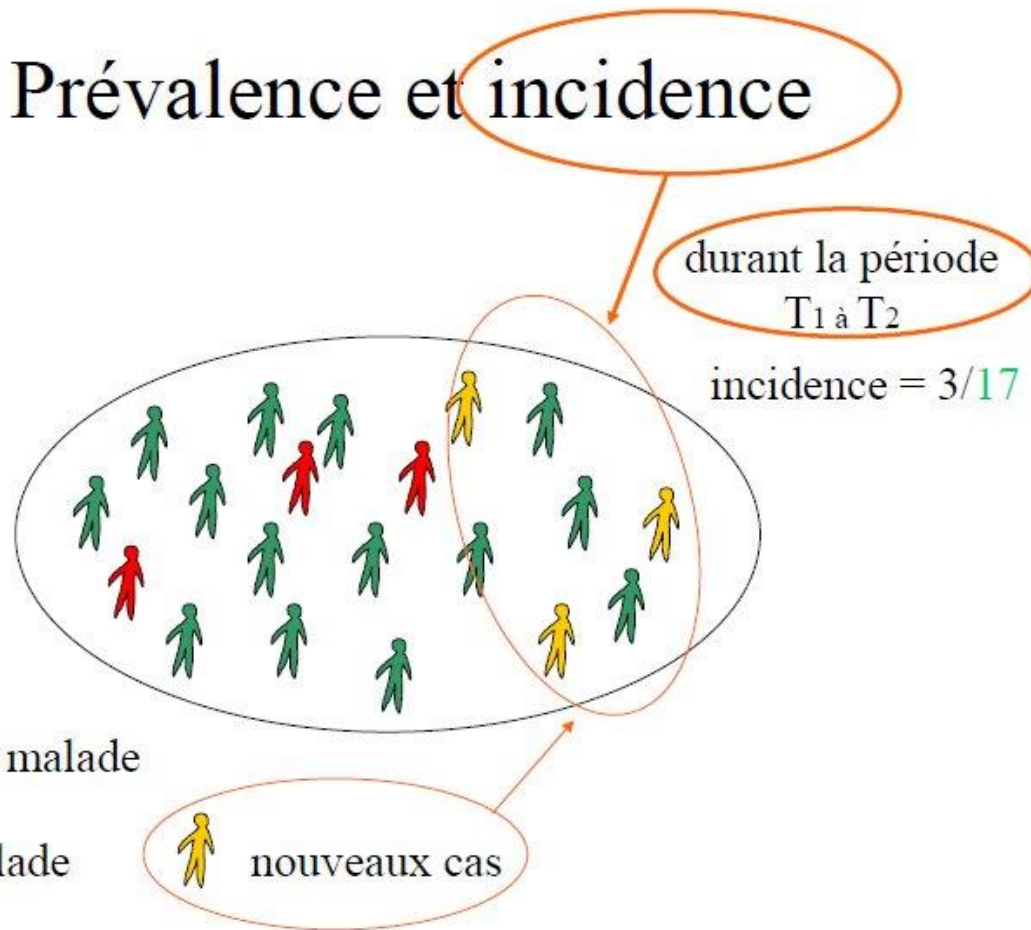 Prévalence et incidence
durant la période
T1 à T2
incidence = 3/17
malade
lade
nouveaux cas